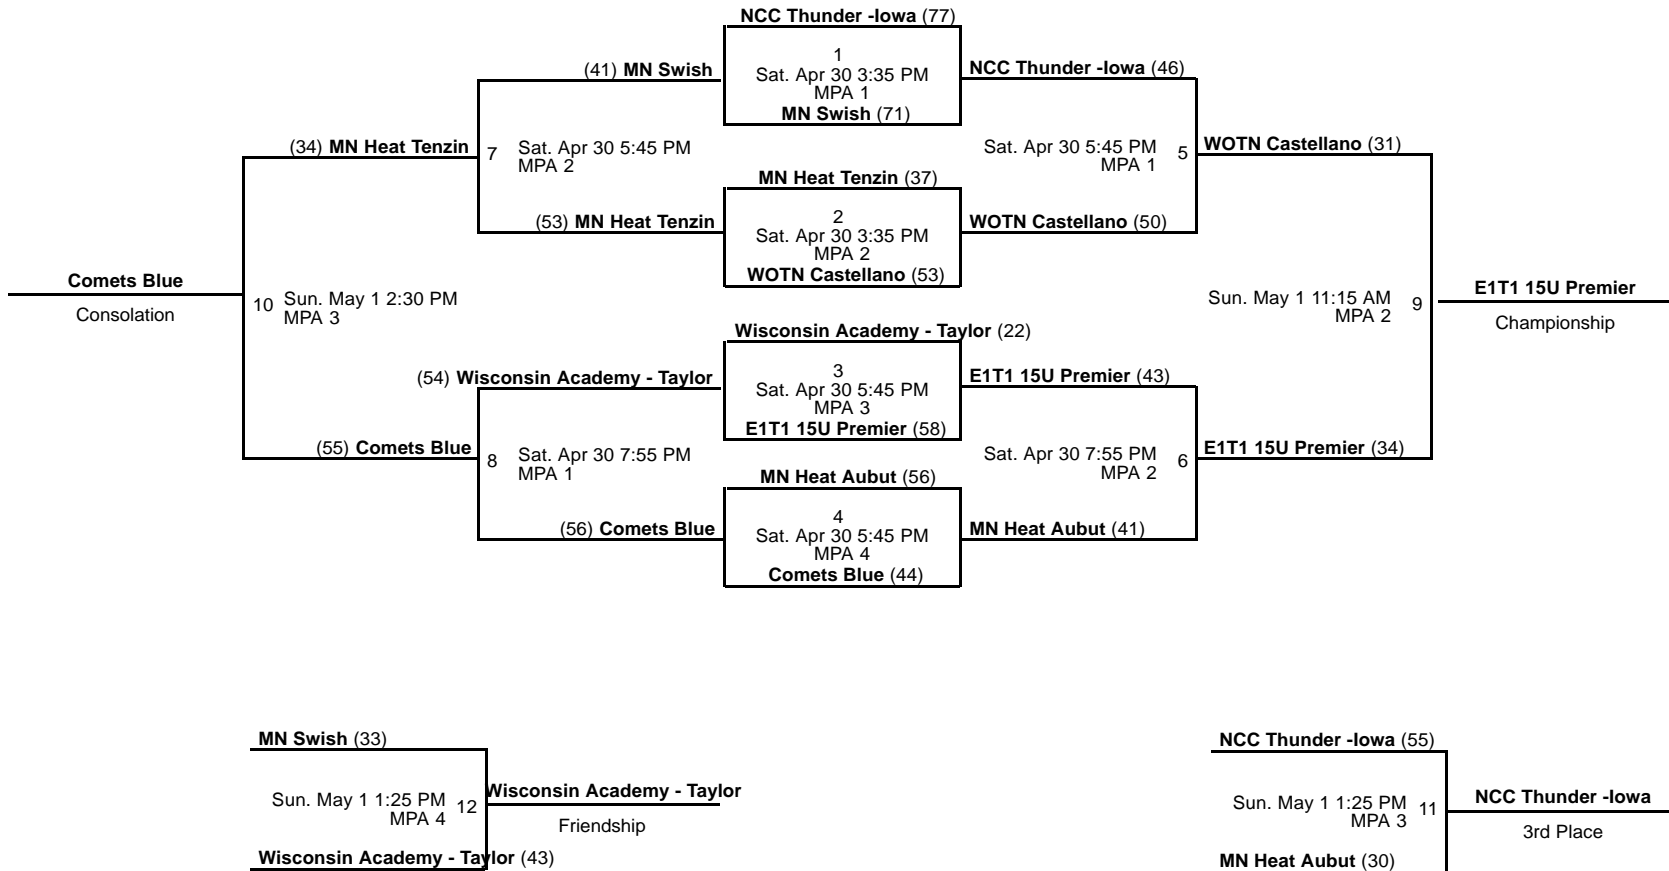 NCC Thunder -Iowa (77)
1
Sat. Apr 30 3:35 PM
MPA 1
MN Swish (71)
(41) MN Swish
NCC Thunder -Iowa (46)
(34) MN Heat Tenzin
7
Sat. Apr 30 5:45 PM
MPA 2
Sat. Apr 30 5:45 PM
MPA 1
5
WOTN Castellano (31)
MN Heat Tenzin (37)
2
Sat. Apr 30 3:35 PM
MPA 2
WOTN Castellano (53)
(53) MN Heat Tenzin
WOTN Castellano (50)
Comets Blue
Consolation
10
Sun. May 1 2:30 PM
MPA 3
Sun. May 1 11:15 AM
MPA 2
9
E1T1 15U Premier
Championship
Wisconsin Academy - Taylor (22)
3
Sat. Apr 30 5:45 PM
MPA 3
E1T1 15U Premier (58)
(54) Wisconsin Academy - Taylor
E1T1 15U Premier (43)
(55) Comets Blue
8
Sat. Apr 30 7:55 PM
MPA 1
Sat. Apr 30 7:55 PM
MPA 2
6
E1T1 15U Premier (34)
MN Heat Aubut (56)
4
Sat. Apr 30 5:45 PM
MPA 4
Comets Blue (44)
(56) Comets Blue
MN Heat Aubut (41)
MN Swish (33)
Sun. May 1 1:25 PM
MPA 4
12
Wisconsin Academy - Taylor
Friendship
Wisconsin Academy - Taylor (43)
NCC Thunder -Iowa (55)
Sun. May 1 1:25 PM
MPA 3
11
NCC Thunder -Iowa
3rd Place
MN Heat Aubut (30)